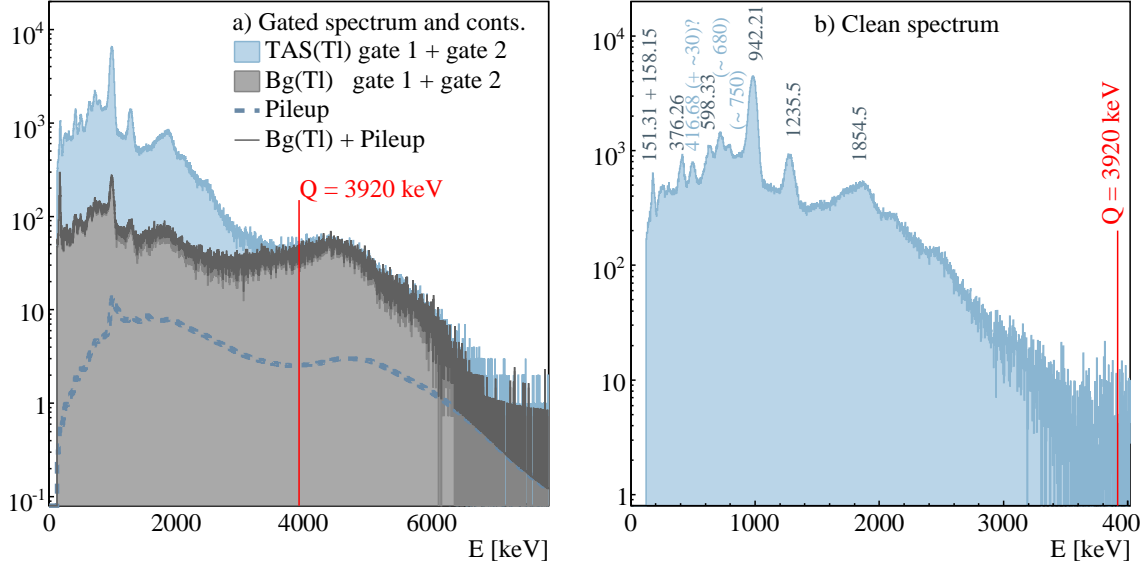 a) Gated spectrum and conts.
TAS(Tl) gate 1 + gate 2
Bg(Tl) gate 1 + gate 2
Pileup
Bg(Tl) + Pileup
Q = 3920 keV
10⁴
10³
10²
10
1
10⁻¹
0 2000 4000 6000
E [keV]
b) Clean spectrum
151.31 + 158.15
376.26
416.68 (+ ~30)?
598.33
(~ 680)
(~ 750)
942.21
1235.5
1854.5
Q = 3920 keV
10⁴
10³
10²
10
1
0 1000 2000 3000 400
E [keV]